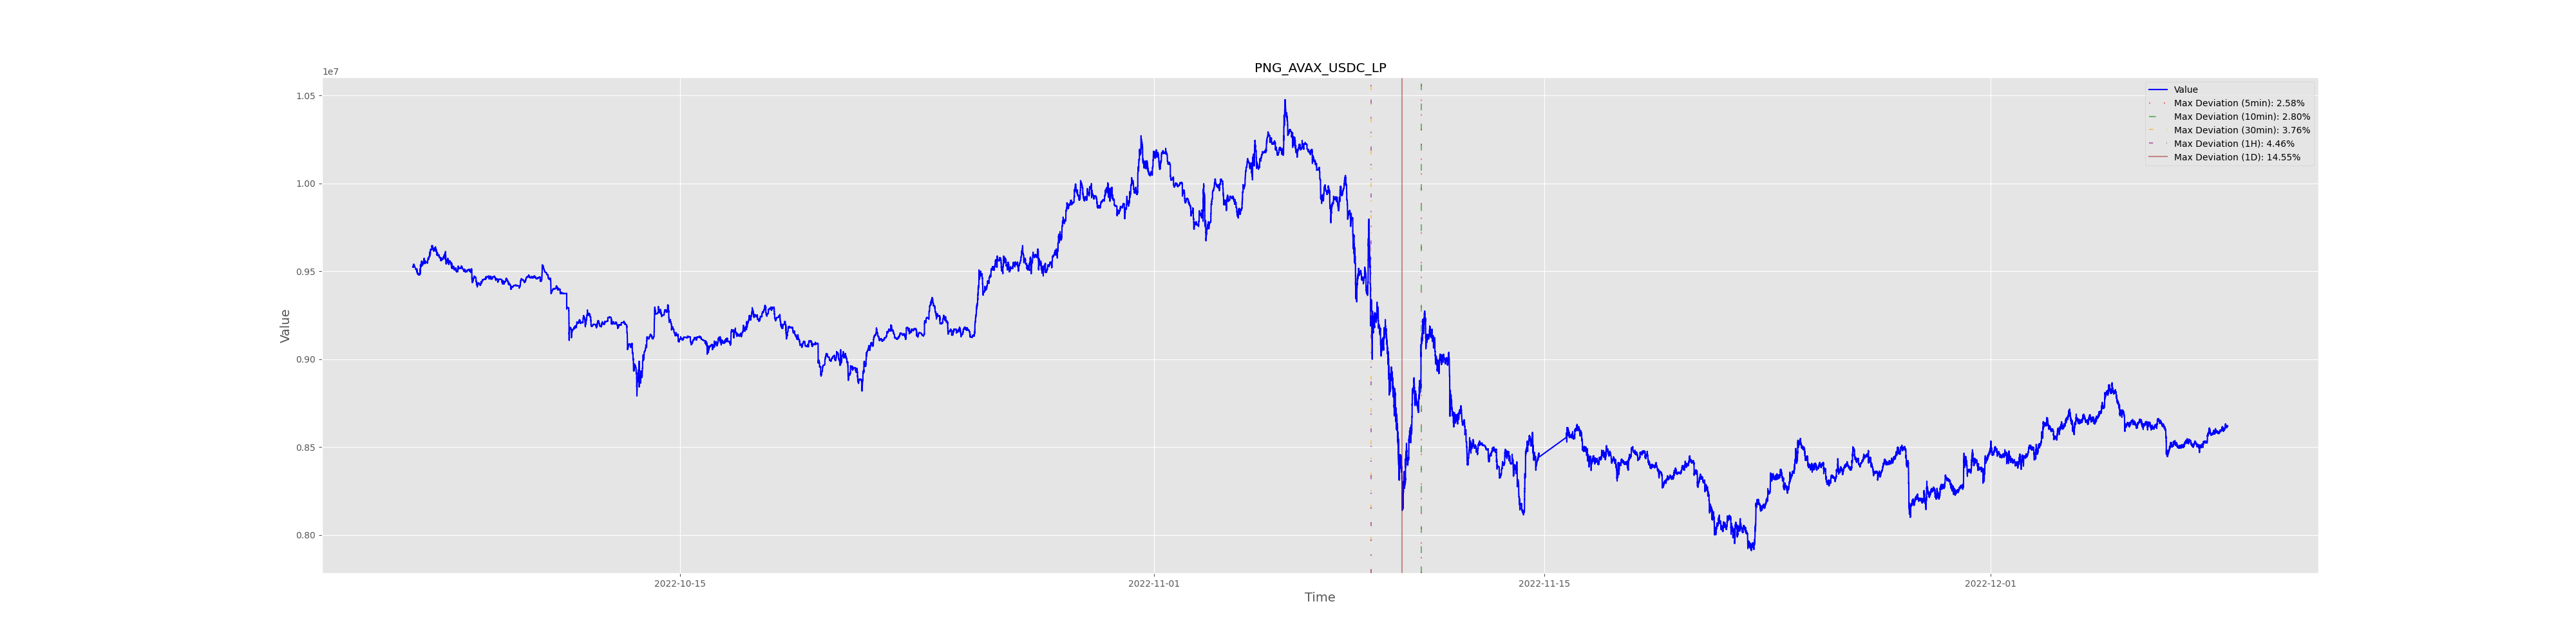 PNG_AVAX_USDC_LP
1e7
1.05
1.00
0.95
0.90
0.85
0.80
Value
2022-10-15
2022-11-01
2022-11-15
2022-12-01
Time
Value
Max Deviation (5min): 2.58%
Max Deviation (10min): 2.80%
Max Deviation (30min): 3.76%
Max Deviation (1H): 4.46%
Max Deviation (1D): 14.55%